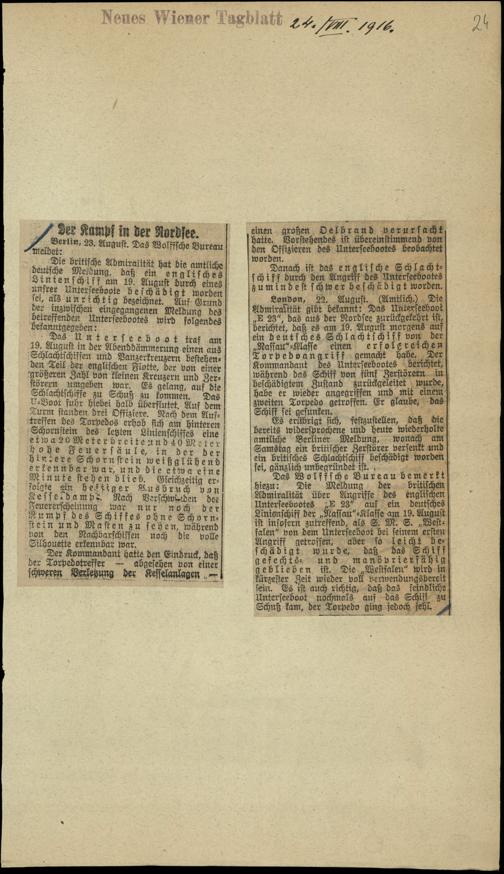 Neues Wiener Tagblatt 24./VIII. 1916.
24
Der Kampf in der Nordsee.
Berlin, 23. August. Das Wolffsche Bureau
meldet:
Die britische Admiralität hat die amtliche
deutsche Meldung, daß ein englisches
Linienschiff am 19. August durch eines
unsrer Unterseeboote beschädigt worden
sei, als unrichtig bezeichnet. Auf Grund
der inzwischen eingegangenen Meldung des
betreffenden Unterseebootes wird folgendes
bekanntgegeben:
Das Unterseeboot traf am
19. August in der Abenddämmerung einen aus
Schlachtschiffen und Panzerkreuzern bestehen-
den Teil der englischen Flotte, der von einer
größeren Zahl von kleinen Kreuzern und Zer-
störern umgeben war. Es gelang, auf die
Schlachtschiffe zu Schuß zu kommen. Das
U-Boot fuhr hiebei bald überflutet. Auf dem
Turm standen drei Offiziere. Nach dem Auf-
treffen des Torpedos erhob sich am hinteren
Schornstein des letzten Linienschiffes eine
etwa 20 Meter breite und 40 Meter
hohe Feuersäule, in der der
hintere Schornstein weißglühend
erkennbar war, und die etwa eine
Minute stehen blieb. Gleichzeitig er-
folgte ein heftiger Ausbruch von
Kesseldampf. Nach Verschwinden der
Feuererscheinung war nur noch der
Rumpf des Schiffes ohne Schorn-
stein und Masten zu sehen, während
von den Nachbarschiffen noch die volle
Silhouette erkennbar war.
Der Kommandant hatte den Eindruck, daß
der Torpedotreffer — abgesehen von einer
schweren Verletzung der Kesselanlagen —
einen großen Oelbrand verursacht
hatte. Vorstehendes ist übereinstimmend von
den Offizieren des Unterseebootes beobachtet
worden.
Danach ist das englische Schlacht-
schiff durch den Angriff des Unterseebootes
zumindest schwer beschädigt worden.
London, 22. August. (Amtlich.) Die
Admiralität gibt bekannt: Das Unterseeboot
„E 23", das aus der Nordsee zurückgekehrt ist,
berichtet, daß es am 19. August morgens auf
ein deutsches Schlachtschiff von der
„Nassau"-Klasse einen erfolgreichen
Torpedoangriff gemacht habe. Der
Kommandant des Unterseebootes berichtet,
während das Schiff von fünf Zerstörern in
beschädigtem Zustand zurückgeleitet wurde,
habe er wieder angegriffen und mit einem
zweiten Torpedo getroffen. Er glaube, das
Schiff sei gesunken.
Es erübrigt sich, festzustellen, daß die
bereits widersprochene und heute wiederholte
amtliche Berliner Meldung, wonach am
Samstag ein britischer Zerstörer versenkt und
ein britisches Schlachtschiff beschädigt worden
sei, gänzlich unbegründet ist.
Das Wolffsche Bureau bemerkt
hiezu: Die Meldung der britischen
Admiralität über Angriffe des englischen
Unterseebootes „E 23" auf ein deutsches
Linienschiff der „Nassau"-Klasse am 19. August
ist insofern zutreffend, als S. M. S. „West-
falen" von dem Unterseeboot bei seinem ersten
Angriff getroffen, aber so leicht be-
schädigt wurde, daß das Schiff
gefechts- und manövrierfähig
geblieben ist. Die „Westfalen" wird in
kürzester Zeit wieder voll verwendungsbereit
sein. Es ist auch richtig, daß das feindliche
Unterseeboot nochmals auf das Schiff zu
Schuß kam, der Torpedo ging jedoch fehl.